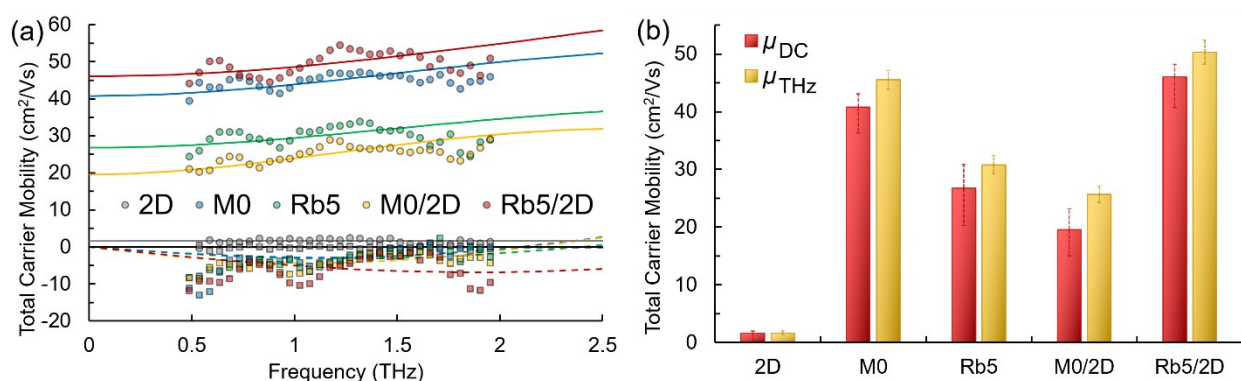 (a)
Total Carrier Mobility (cm²/Vs)
60
50
40
30
20
10
0
-10
-20
2D M0 Rb5 M0/2D Rb5/2D
0 0.5 1 1.5 2 2.5
Frequency (THz)
(b)
Total Carrier Mobility (cm²/Vs)
50
40
30
20
10
0
μDC
μTHz
2D M0 Rb5 M0/2D Rb5/2D